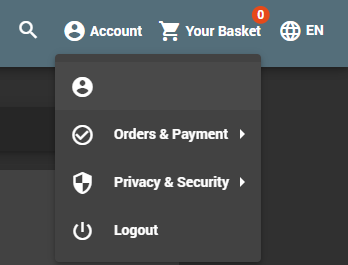 Account
Your Basket
0
EN
Orders & Payment
Privacy & Security
Logout